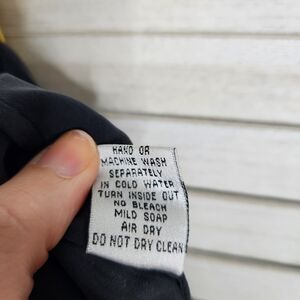 HAND OR
MACHINE WASH
SEPARATELY
IN COLD WATER
TURN INSIDE OUT
NO BLEACH
MILD SOAP
AIR DRY
DO NOT DRY CLEAN